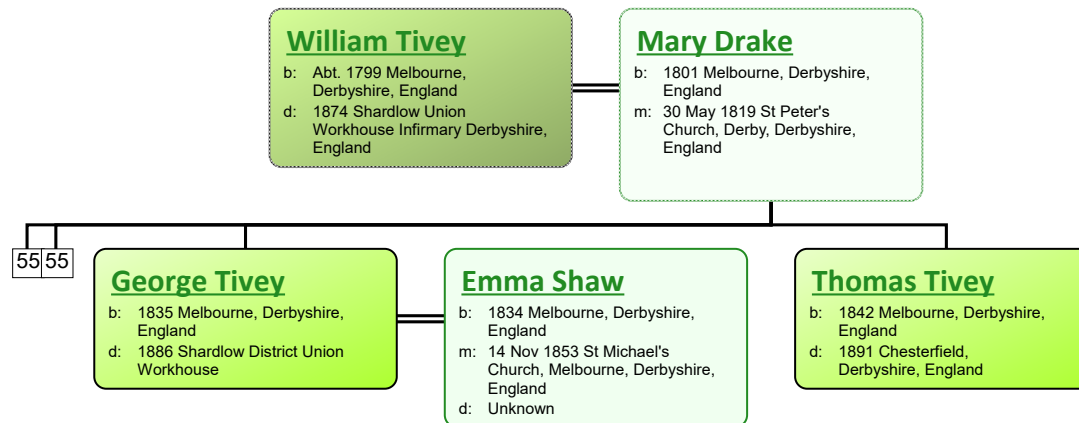 William Tivey
b: Abt. 1799 Melbourne,
Derbyshire, England
d: 1874 Shardlow Union
Workhouse Infirmary Derbyshire,
England
Mary Drake
b: 1801 Melbourne, Derbyshire,
England
m: 30 May 1819 St Peter's
Church, Derby, Derbyshire,
England
55 55
George Tivey
b: 1835 Melbourne, Derbyshire,
England
d: 1886 Shardlow District Union
Workhouse
Emma Shaw
b: 1834 Melbourne, Derbyshire,
England
m: 14 Nov 1853 St Michael's
Church, Melbourne, Derbyshire,
England
d: Unknown
Thomas Tivey
b: 1842 Melbourne, Derbyshire,
England
d: 1891 Chesterfield,
Derbyshire, England